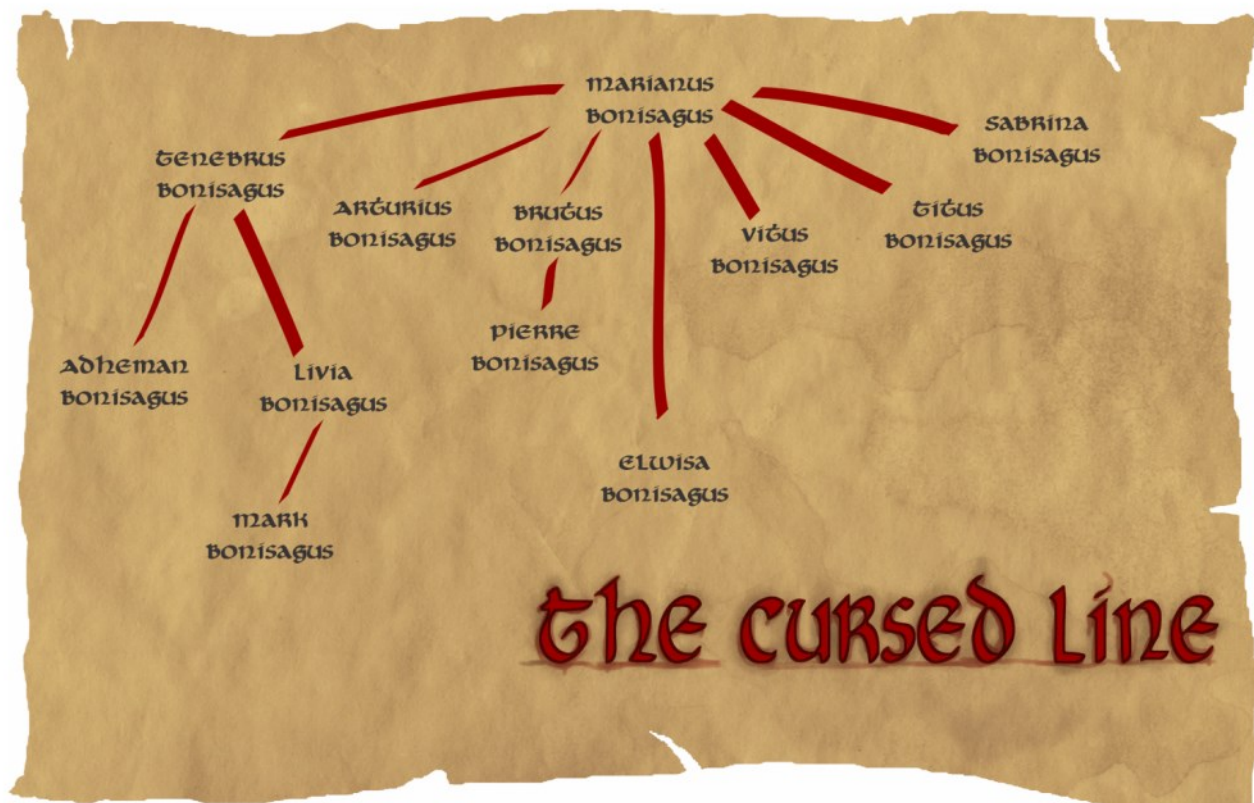 Marianus
Bonisagus
Tenebrus
Bonisagus
Arturius
Bonisagus
Brutus
Bonisagus
Vitus
Bonisagus
Titus
Bonisagus
Sabrina
Bonisagus
Adheman
Bonisagus
Livia
Bonisagus
Pierre
Bonisagus
Elwisa
Bonisagus
Mark
Bonisagus
The Cursed Line